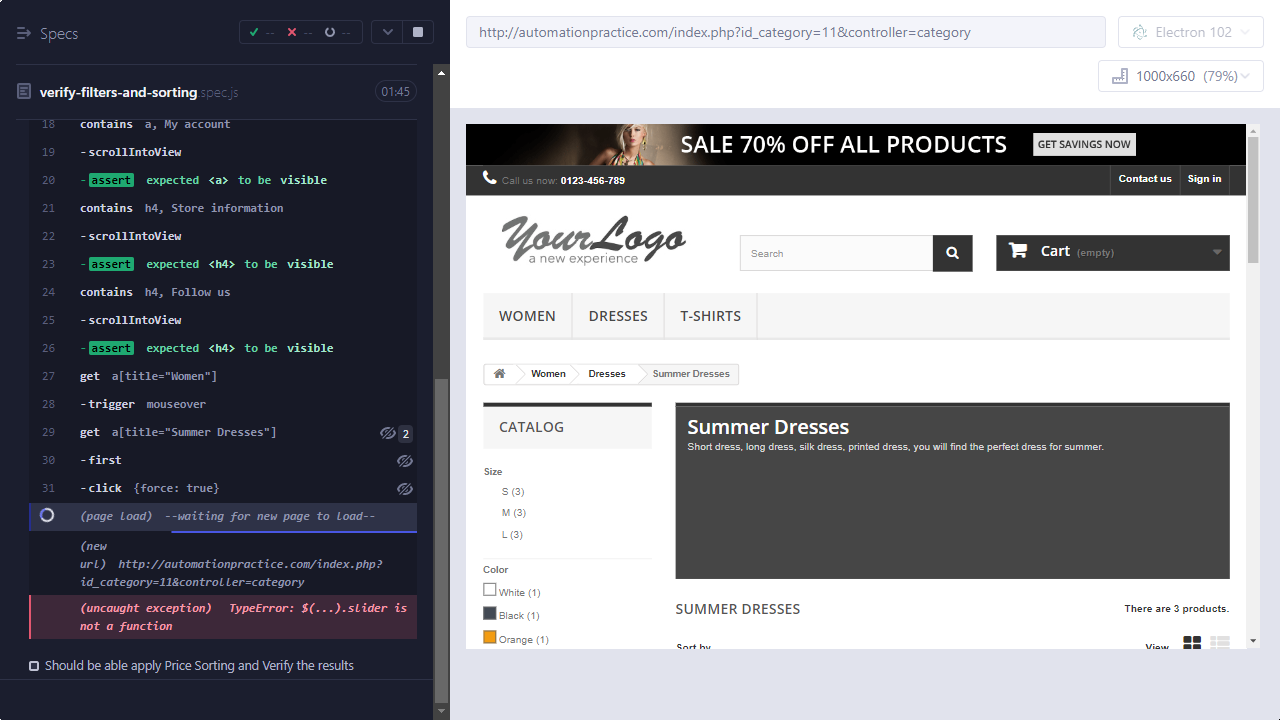 Specs
--
--
--
verify-filters-and-sorting.spec.js
01:45
18 contains a, My account
19 -scrollIntoView
20 -assert expected <a> to be visible
21 contains h4, Store information
22 -scrollIntoView
23 -assert expected <h4> to be visible
24 contains h4, Follow us
25 -scrollIntoView
26 -assert expected <h4> to be visible
27 get a[title="Women"]
28 -trigger mouseover
29 get a[title="Summer Dresses"] 2
30 -first
31 -click {force: true}
(page load) --waiting for new page to load--
(new
url) http://automationpractice.com/index.php?
id_category=11&controller=category
(uncaught exception) TypeError: $(...).slider is
not a function
Should be able apply Price Sorting and Verify the results
http://automationpractice.com/index.php?id_category=11&controller=category
Electron 102
1000x660 (79%)
SALE 70% OFF ALL PRODUCTS
GET SAVINGS NOW
Call us now: 0123-456-789
Contact us
Sign in
YourLogo
a new experience
Search
Cart (empty)
WOMEN
DRESSES
T-SHIRTS
Women
Dresses
Summer Dresses
CATALOG
Size
S (3)
M (3)
L (3)
Color
White (1)
Black (1)
Orange (1)
Summer Dresses
Short dress, long dress, silk dress, printed dress, you will find the perfect dress for summer.
SUMMER DRESSES
There are 3 products.
Sort by
View